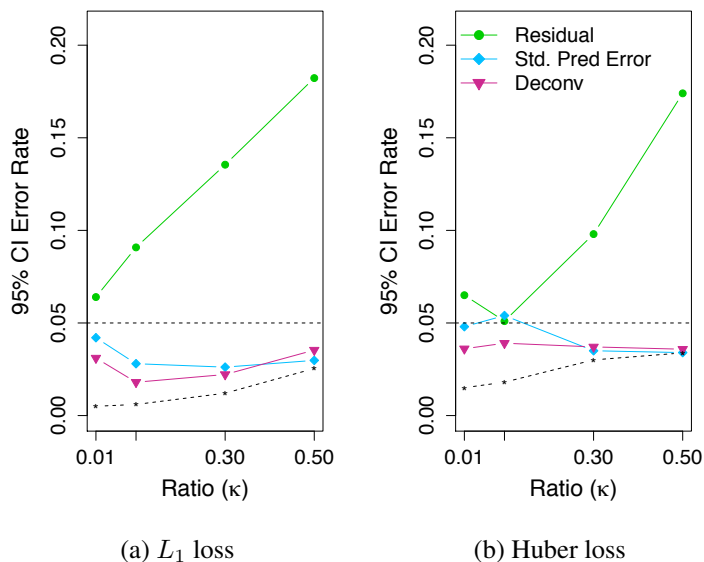 0.20
0.15
0.10
0.05
0.00
95% CI Error Rate
0.01
0.30
0.50
Ratio (κ)
(a) L₁ loss
Residual
Std. Pred Error
Deconv
0.20
0.15
0.10
0.05
0.00
95% CI Error Rate
0.01
0.30
0.50
Ratio (κ)
(b) Huber loss